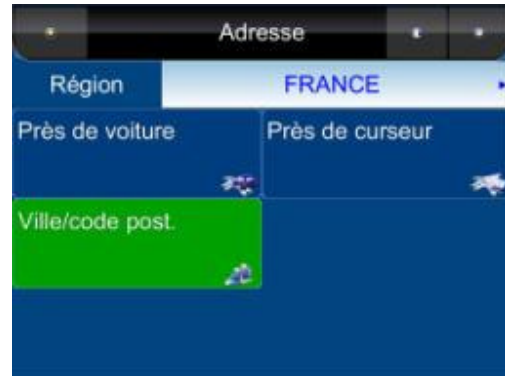 Adresse
Région FRANCE
Près de voiture Près de curseur
Ville/code post.